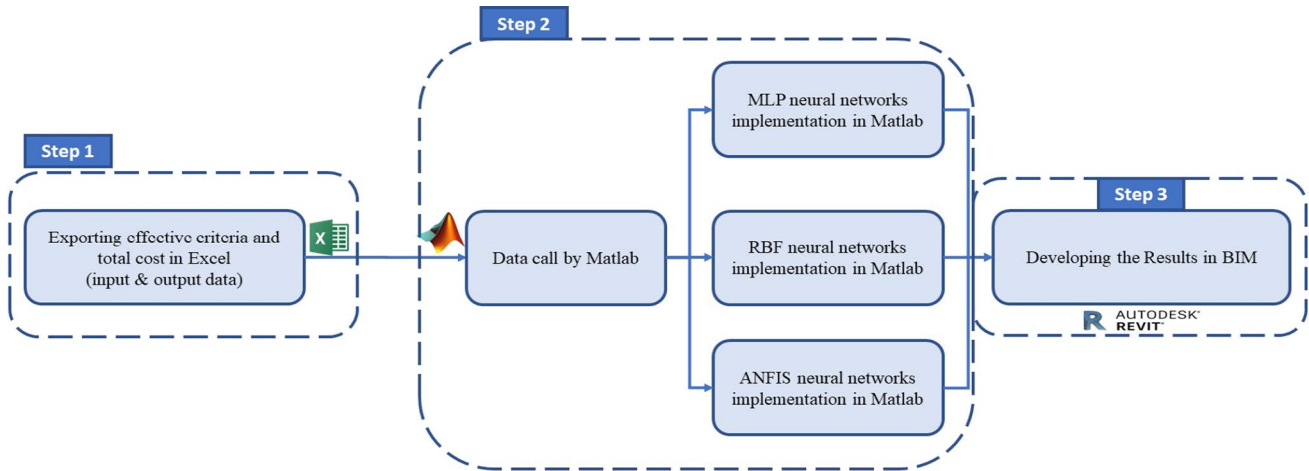 Step 1
Exporting effective criteria and
total cost in Excel
(input & output data)
X
Step 2
Data call by Matlab
MLP neural networks
implementation in Matlab
RBF neural networks
implementation in Matlab
ANFIS neural networks
implementation in Matlab
Step 3
Developing the Results in BIM
R AUTODESK®
REVIT®